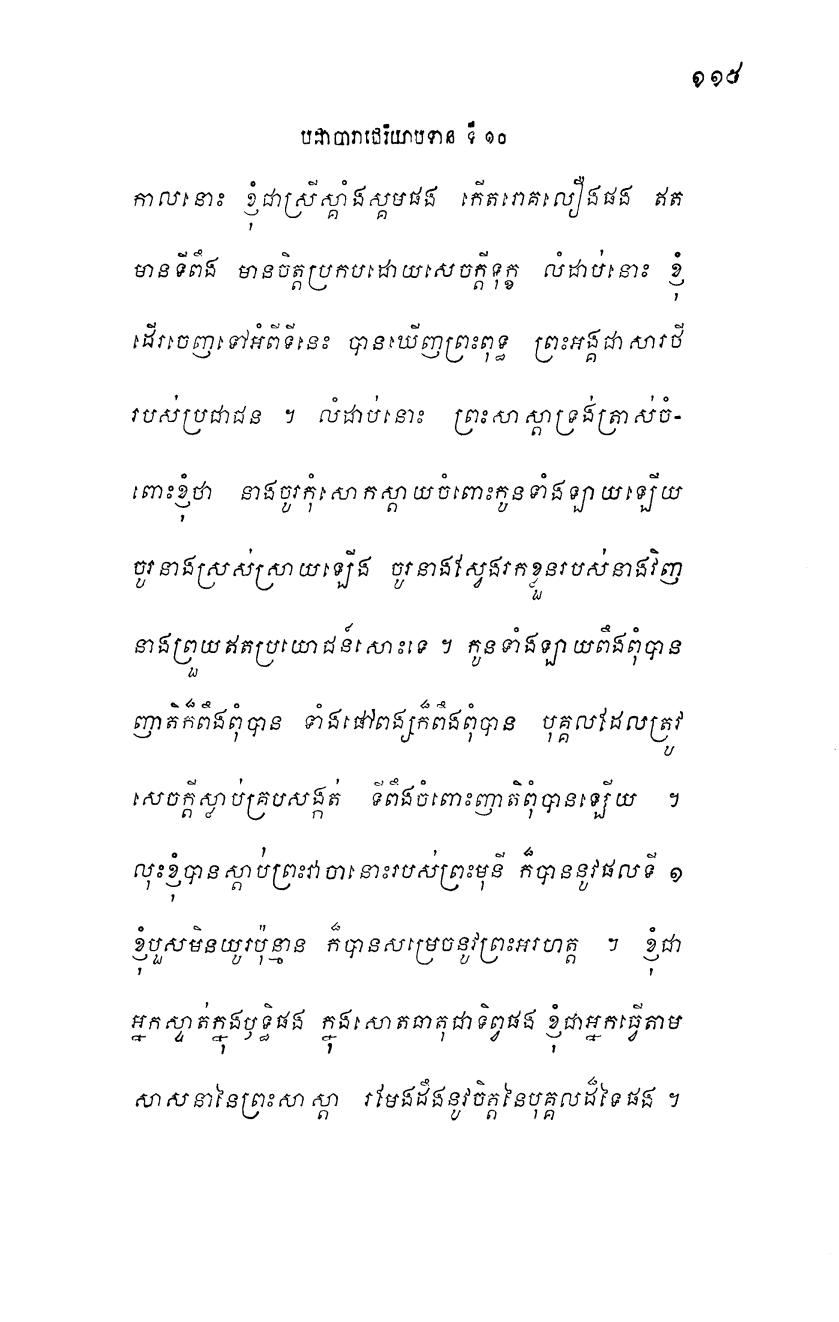 ១១៥
បដាចារាថេរិយាបទាន ទី ១០
កាលនោះ ខ្ញុំជាស្រីស្គាំងស្គមផង កើតរោគលឿងផង ឥត
មានទីពឹង មានចិត្តប្រកបដោយសេចក្តីទុក្ខ លំដាប់នោះ ខ្ញុំ
ដើរចេញទៅអំពីទីនេះ បានឃើញព្រះពុទ្ធ ព្រះអង្គជាសារថី
របស់ប្រជាជន ។ លំដាប់នោះ ព្រះសាស្តាទ្រង់ត្រាស់ចំ-
ពោះខ្ញុំថា នាងចូរកុំសោកស្តាយចំពោះកូនទាំងឡាយឡើយ
ចូរនាងស្រស់ស្រាយឡើង ចូរនាងស្វែងរកខ្លួនរបស់នាងវិញ
នាងព្រួយឥតប្រយោជន៍សោះទេ ។ កូនទាំងឡាយពឹងពុំបាន
ញាតិក៏ពឹងពុំបាន ទាំងផៅពង្សក៏ពឹងពុំបាន បុគ្គលដែលត្រូវ
សេចក្តីស្លាប់គ្របសង្កត់ ទីពឹងចំពោះញាតិពុំបានឡើយ ។
លុះខ្ញុំបានស្តាប់ព្រះវាចានោះរបស់ព្រះមុនី ក៏បាននូវផលទី ១
ខ្ញុំបួសមិនយូរប៉ុន្មាន ក៏បានសម្រេចនូវព្រះអរហត្ត ។ ខ្ញុំជា
អ្នកស្ទាត់ក្នុងឫទ្ធិផង ក្នុងសោតធាតុជាទិព្វផង ខ្ញុំជាអ្នកធ្វើតាម
សាសនានៃព្រះសាស្តា រមែងដឹងនូវចិត្តនៃបុគ្គលដ៏ទៃផង ។